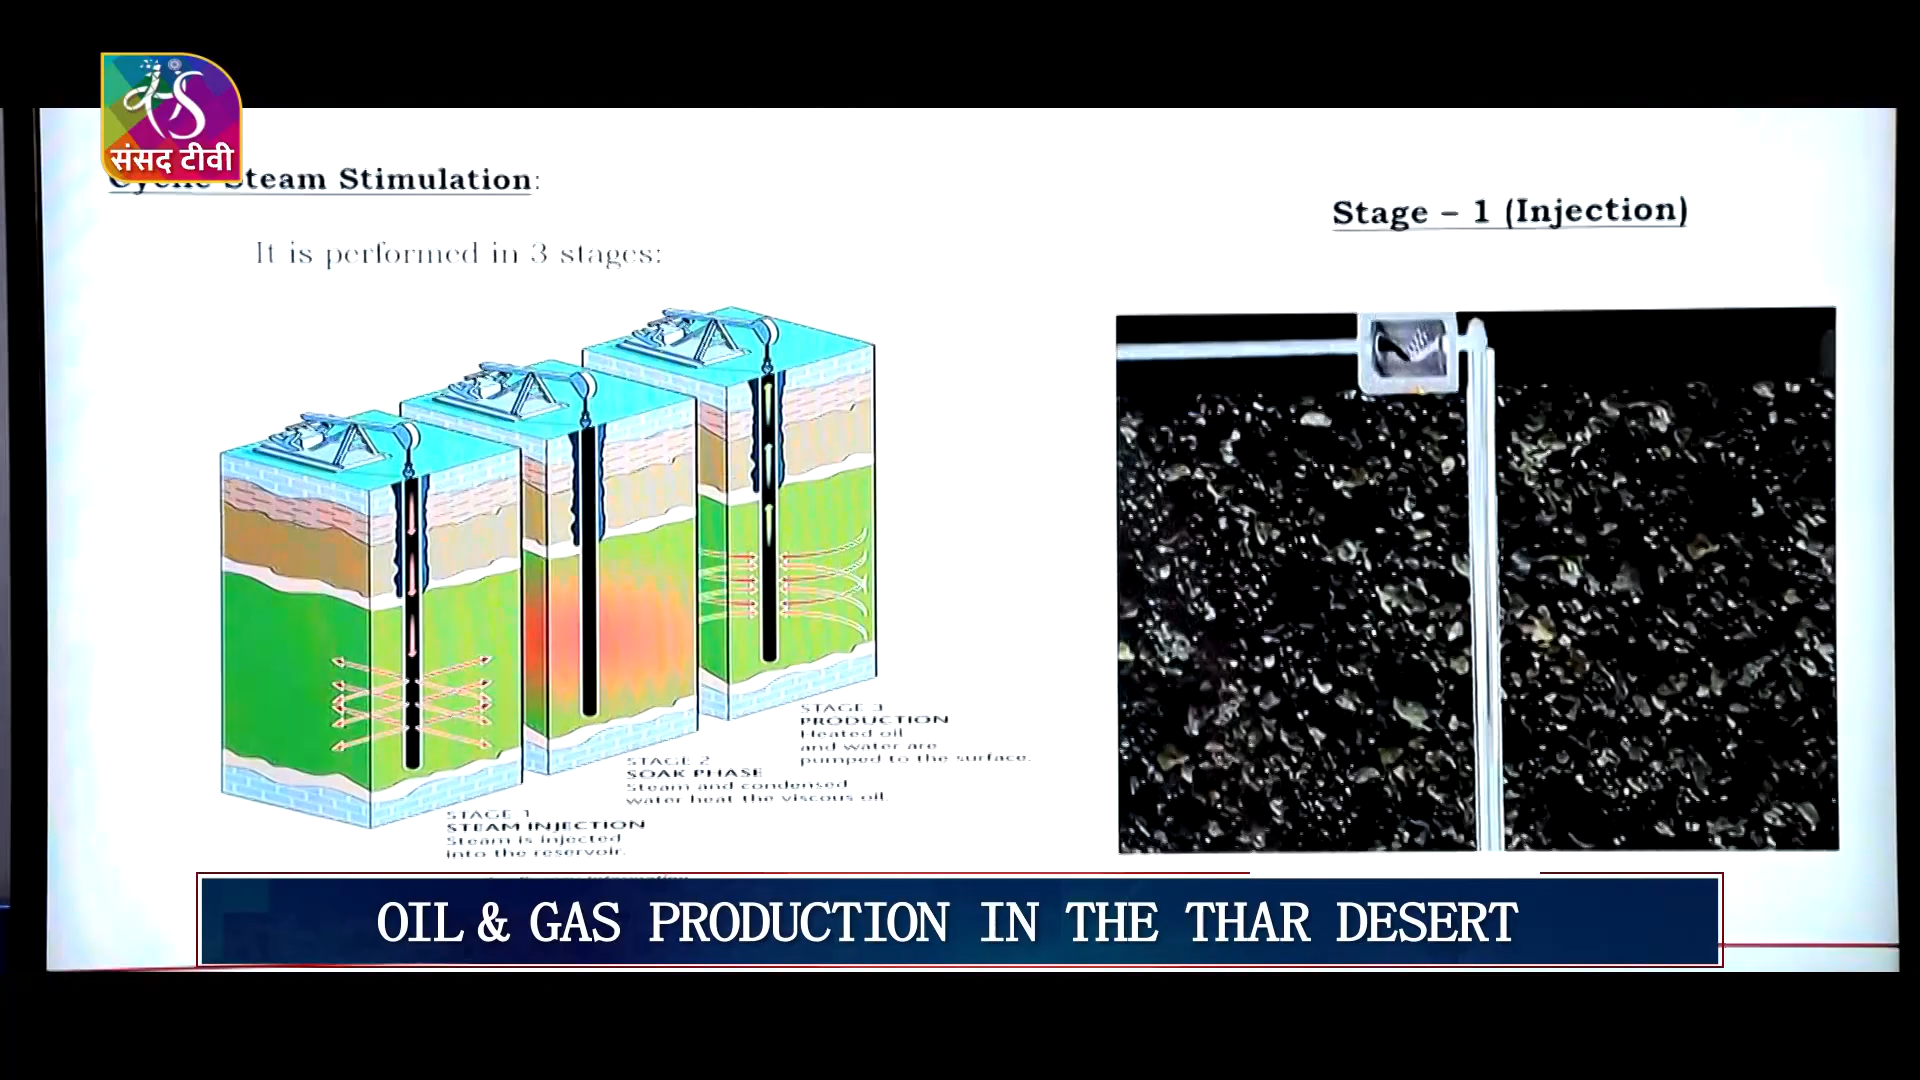 संसद टीवी
Cyclic Steam Stimulation:
It is performed in 3 stages:
Stage – 1 (Injection)
STAGE 3
PRODUCTION
Heated oil
and water are
pumped to the surface.
STAGE 2
SOAK PHASE
Steam and condensed
water heat the viscous oil.
STAGE 1
STEAM INJECTION
Steam is injected
into the reservoir.
OIL & GAS PRODUCTION IN THE THAR DESERT